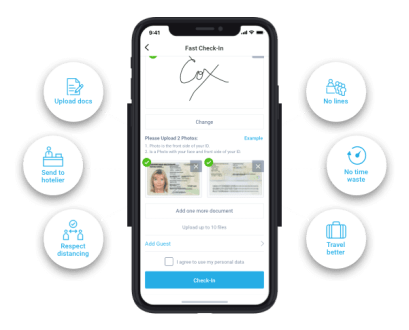 9:41
Fast Check-In
Cox
Change
Please Upload 2 Photos:
Example
1. Photo is the front side of your ID.
2. Is a Photo with your face and front side of your ID.
Add one more document
Upload up to 10 files
Add Guest
I agree to use my personal data
Check-In
Upload docs
Send to
hotelier
Respect
distancing
No lines
No time
waste
Travel
better